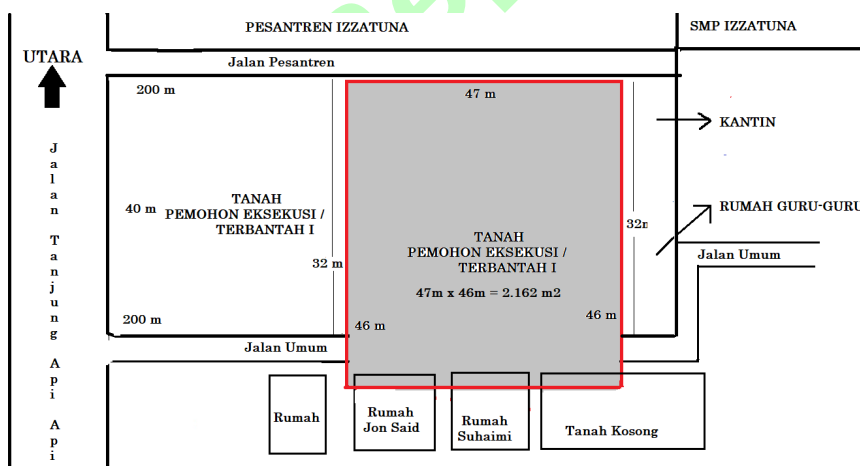 PESANTREN IZZATUNA
SMP IZZATUNA
UTARA
Jalan Pesantren
200 m
47 m
KANTIN
Jalan Tanjung Api Api
40 m
TANAH
PEMOHON EKSEKUSI /
TERBANTAH I
32 m
TANAH
PEMOHON EKSEKUSI /
TERBANTAH I
47m x 46m = 2.162 m2
32m
RUMAH GURU-GURU
Jalan Umum
200 m
46 m
46 m
Jalan Umum
Rumah
Rumah
Jon Said
Rumah
Suhaimi
Tanah Kosong